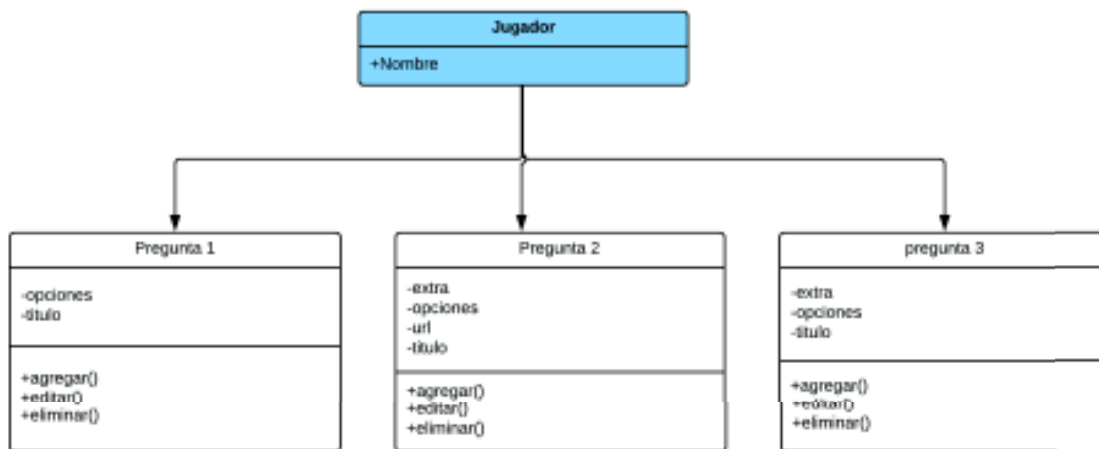 Jugador
+Nombre
Pregunta 1
-opciones
-titulo
+agregar()
+editar()
+eliminar()
Pregunta 2
-extra
-opciones
-url
-titulo
+agregar()
+editar()
+eliminar()
pregunta 3
-extra
-opciones
-titulo
+agregar()
+editar()
+eliminar()